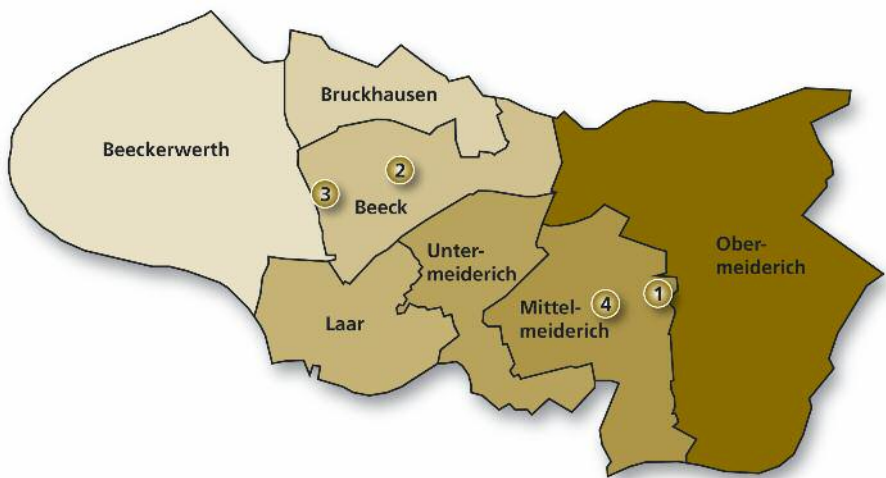 Bruckhausen
Beeckerwerth
2
3
Beeck
Unter-
meiderich
Ober-
meiderich
1
4
Mittel-
meiderich
Laar